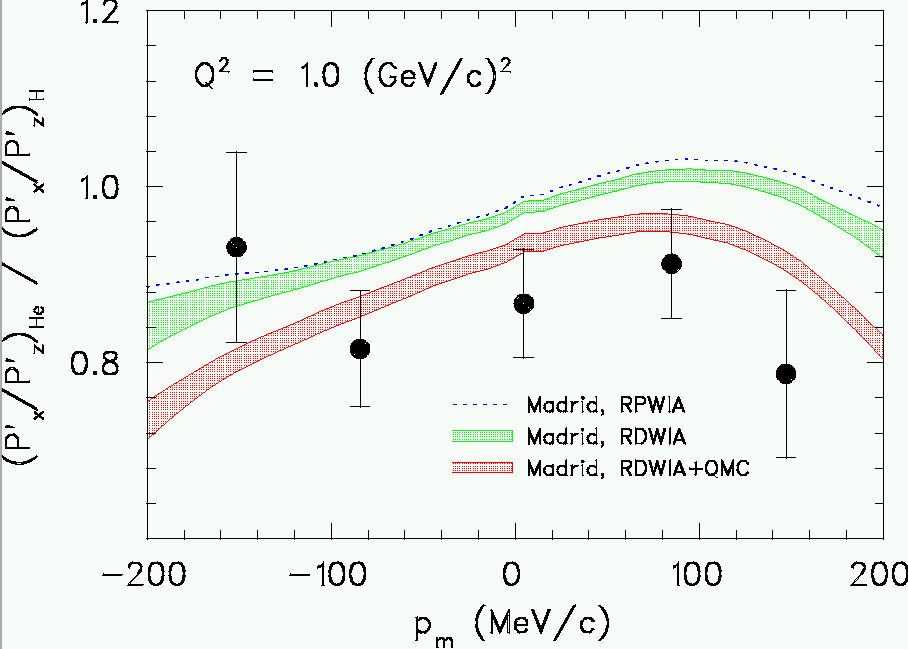 1.2
Q² = 1.0 (GeV/c)²
(P'x/P'z)He / (P'x/P'z)H
1.0
0.8
Madrid, RPWIA
Madrid, RDWIA
Madrid, RDWIA+QMC
−200 −100 0 100 200
pm (MeV/c)